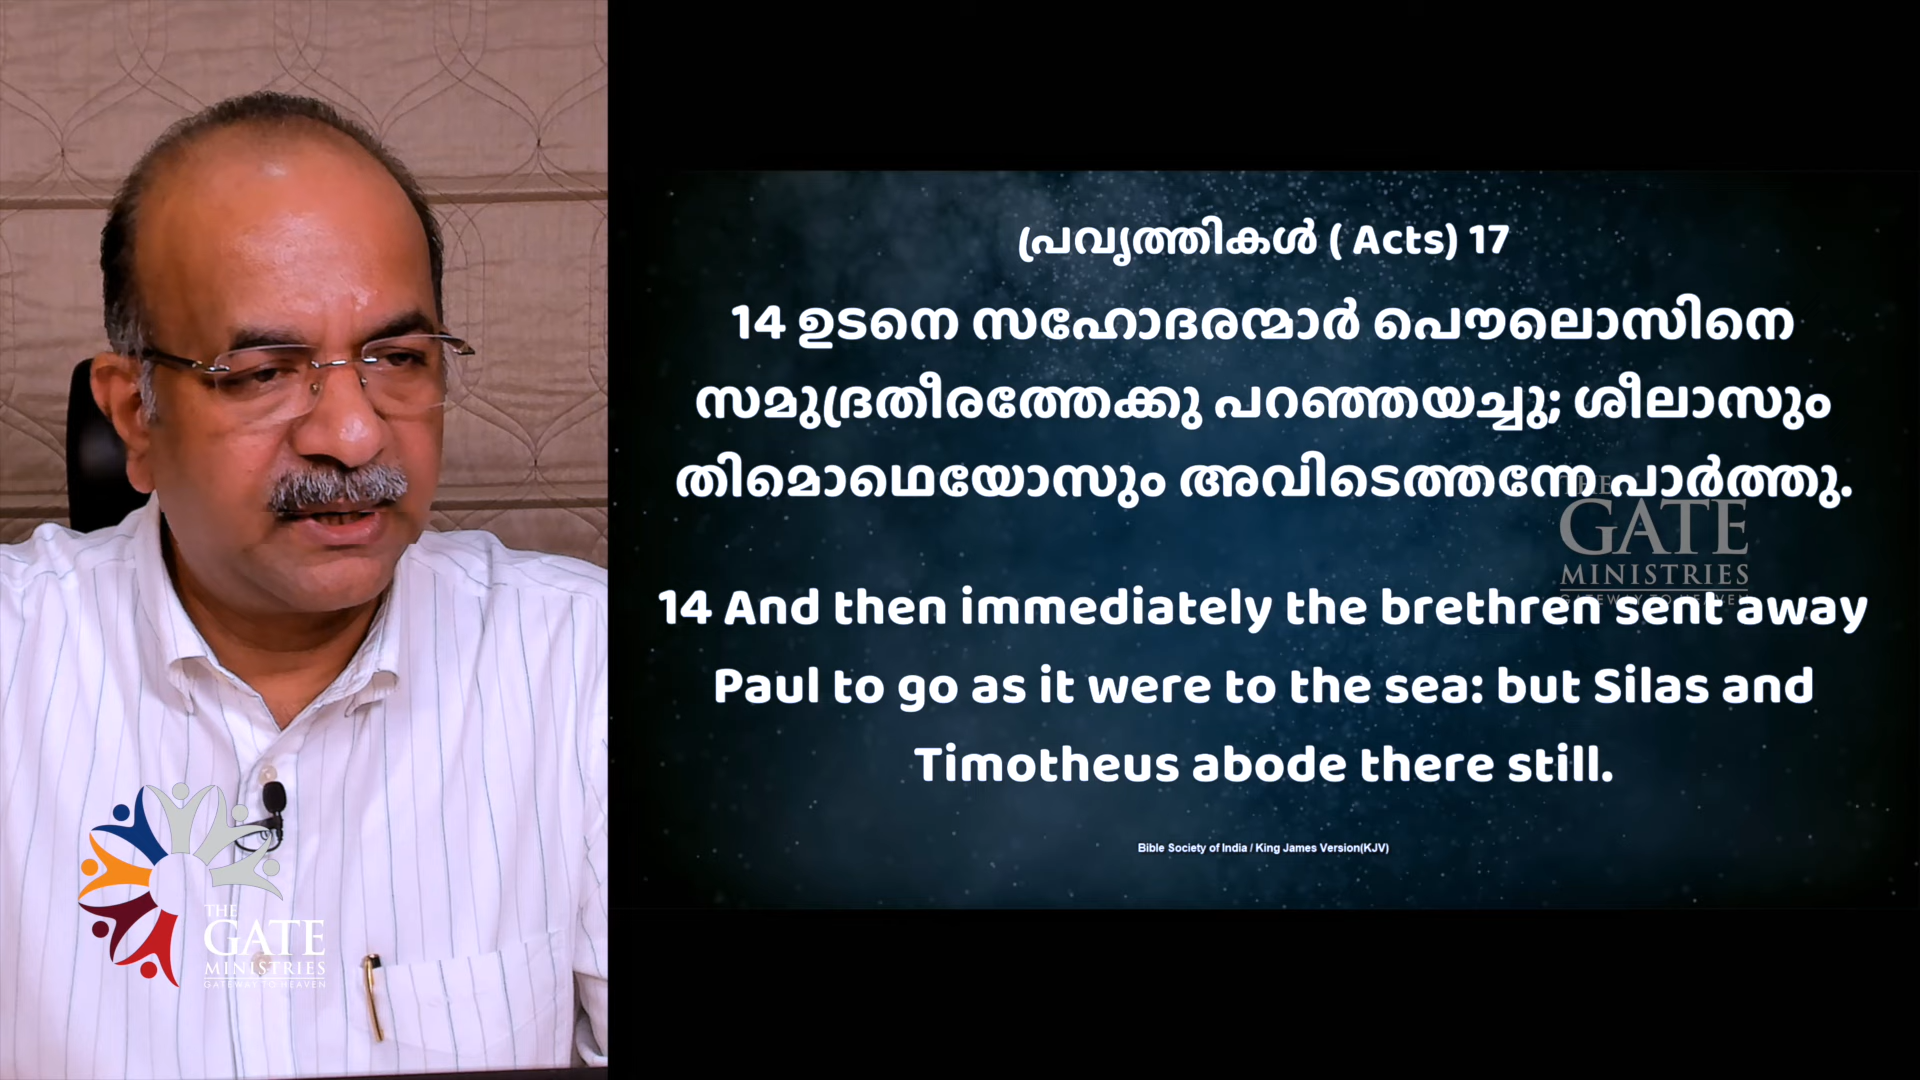 പ്രവൃത്തികൾ ( Acts) 17
14 ഉടനെ സഹോദരന്മാർ പൌലൊസിനെ
സമുദ്രതീരത്തേക്കു പറഞ്ഞയച്ചു; ശീലാസും
തിമൊഥെയോസും അവിടെത്തന്നേ പാർത്തു.
14 And then immediately the brethren sent away
Paul to go as it were to the sea: but Silas and
Timotheus abode there still.
Bible Society of India / King James Version(KJV)
THE
GATE
MINISTRIES
GATEWAY TO HEAVEN
THE
GATE
MINISTRIES
GATEWAY TO HEAVEN